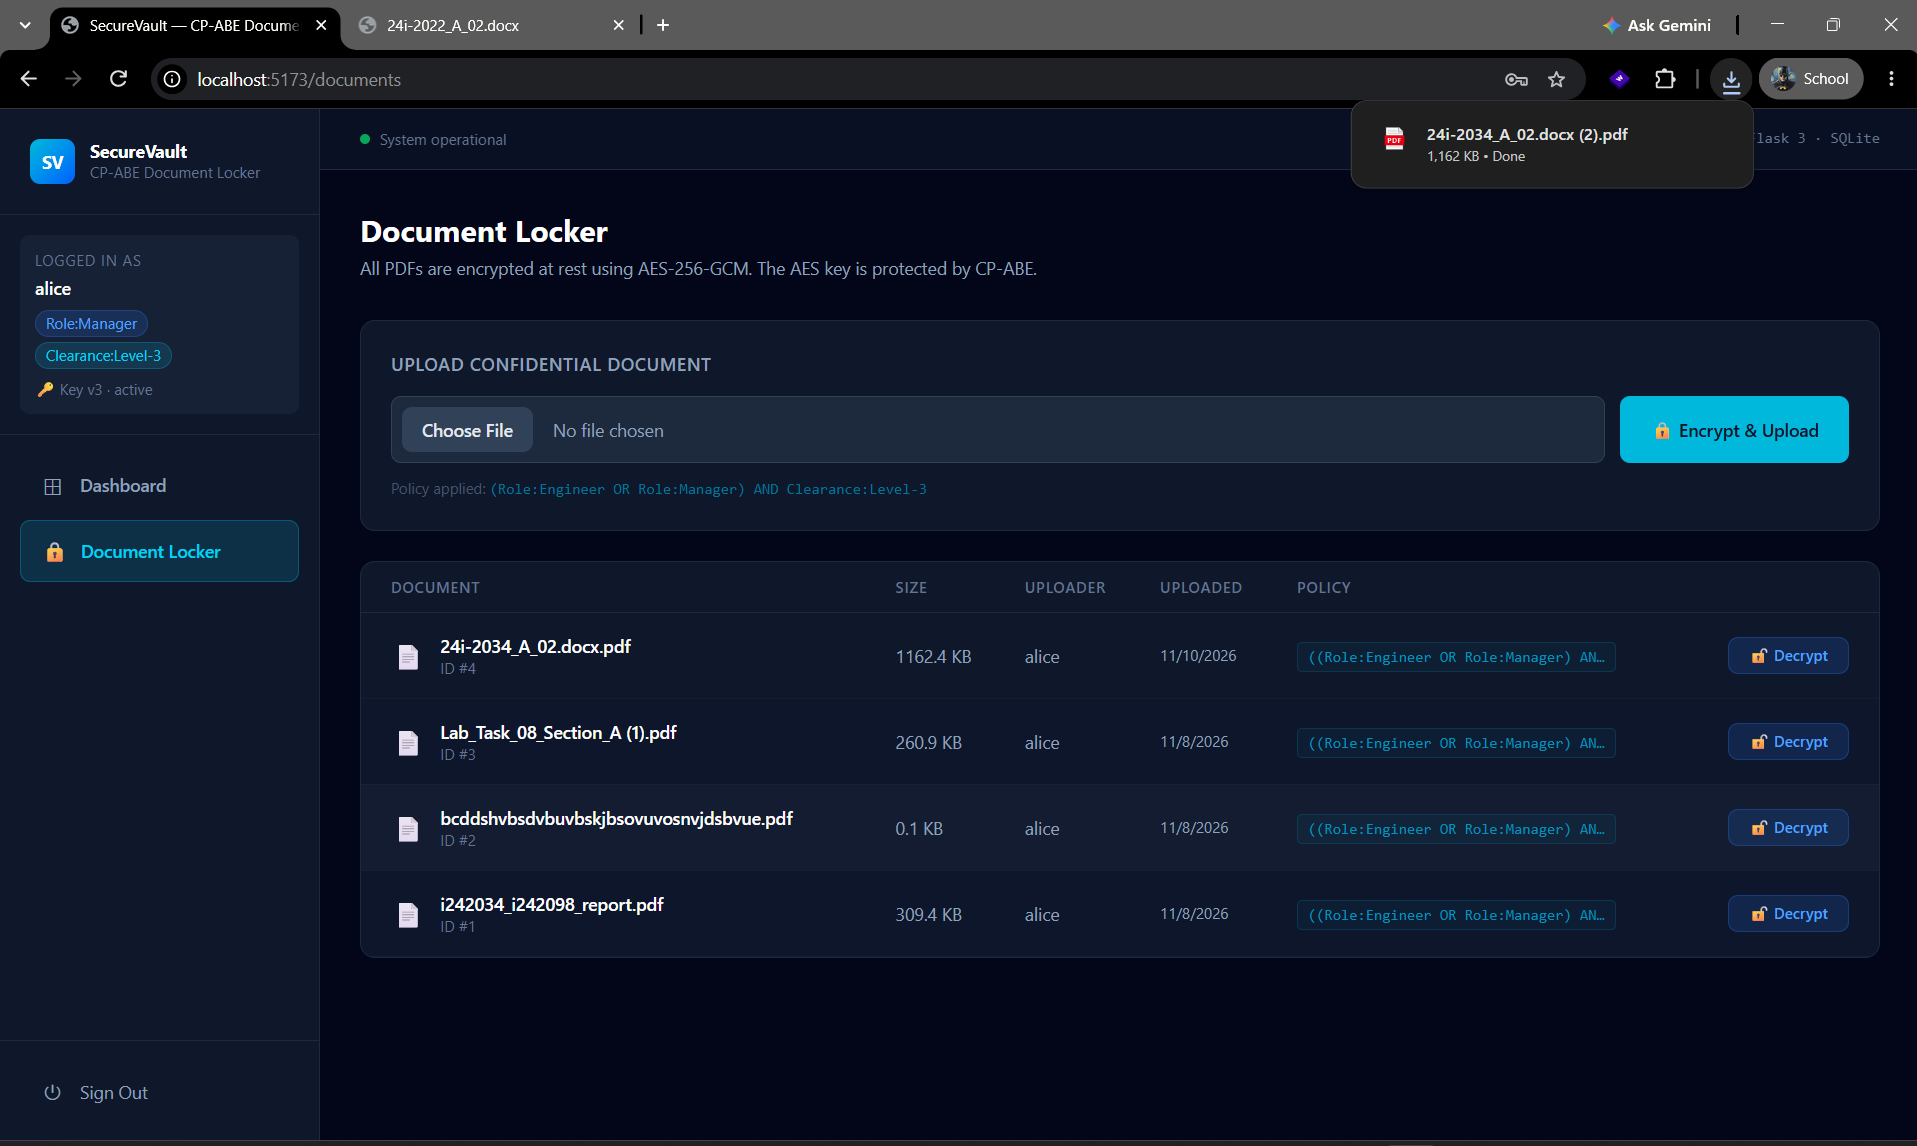 SecureVault — CP-ABE Docume
24i-2022_A_02.docx
Ask Gemini
localhost:5173/documents
School
24i-2034_A_02.docx (2).pdf
1,162 KB • Done
PDF
SV
SecureVault
CP-ABE Document Locker
System operational
lask 3 · SQLite
LOGGED IN AS
alice
Role:Manager
Clearance:Level-3
Key v3 · active
Dashboard
Document Locker
Sign Out
Document Locker
All PDFs are encrypted at rest using AES-256-GCM. The AES key is protected by CP-ABE.
UPLOAD CONFIDENTIAL DOCUMENT
Choose File
No file chosen
Encrypt & Upload
Policy applied: (Role:Engineer OR Role:Manager) AND Clearance:Level-3
DOCUMENT SIZE UPLOADER UPLOADED POLICY
24i-2034_A_02.docx.pdf
ID #4
1162.4 KB alice 11/10/2026 ((Role:Engineer OR Role:Manager) AN… Decrypt
Lab_Task_08_Section_A (1).pdf
ID #3
260.9 KB alice 11/8/2026 ((Role:Engineer OR Role:Manager) AN… Decrypt
bcddshvbsdvbuvbskjbsovuvosnvjdsbvue.pdf
ID #2
0.1 KB alice 11/8/2026 ((Role:Engineer OR Role:Manager) AN… Decrypt
i242034_i242098_report.pdf
ID #1
309.4 KB alice 11/8/2026 ((Role:Engineer OR Role:Manager) AN… Decrypt